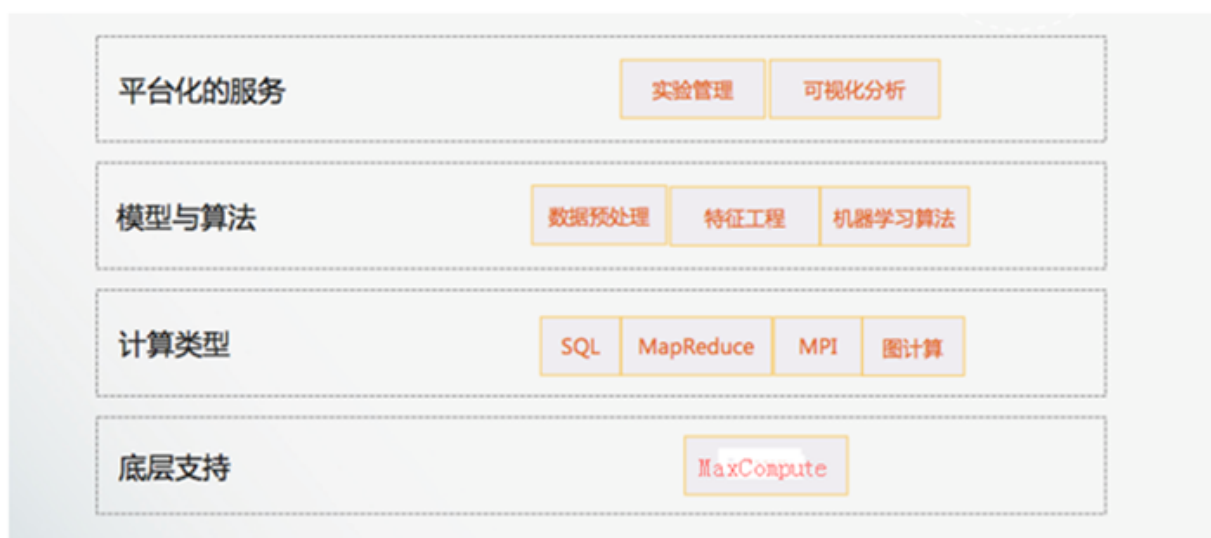 平台化的服务 实验管理 可视化分析
模型与算法 数据预处理 特征工程 机器学习算法
计算类型 SQL MapReduce MPI 图计算
底层支持 MaxCompute